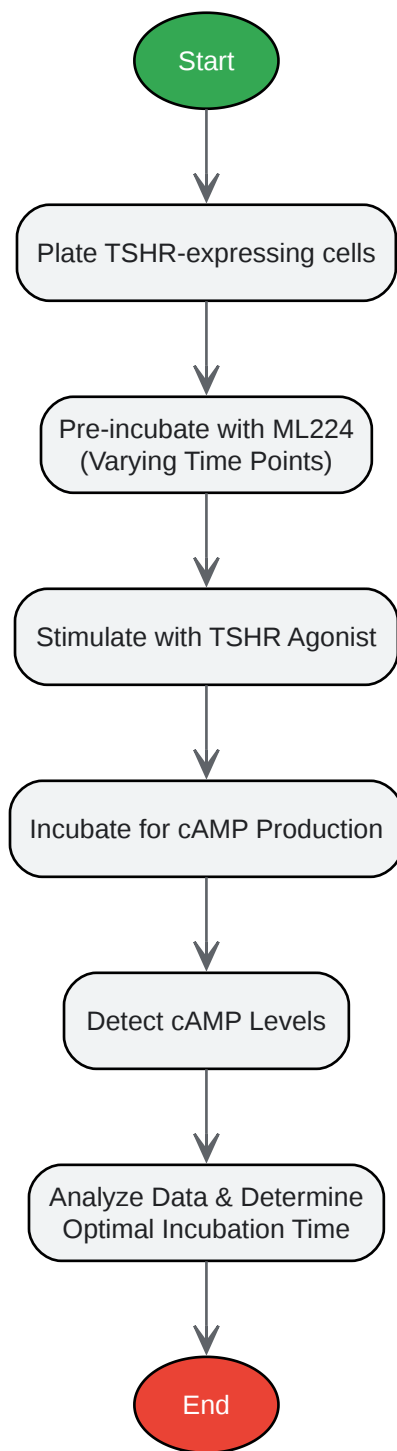 Start
Plate TSHR-expressing cells
Pre-incubate with ML224
(Varying Time Points)
Stimulate with TSHR Agonist
Incubate for cAMP Production
Detect cAMP Levels
Analyze Data & Determine
Optimal Incubation Time
End